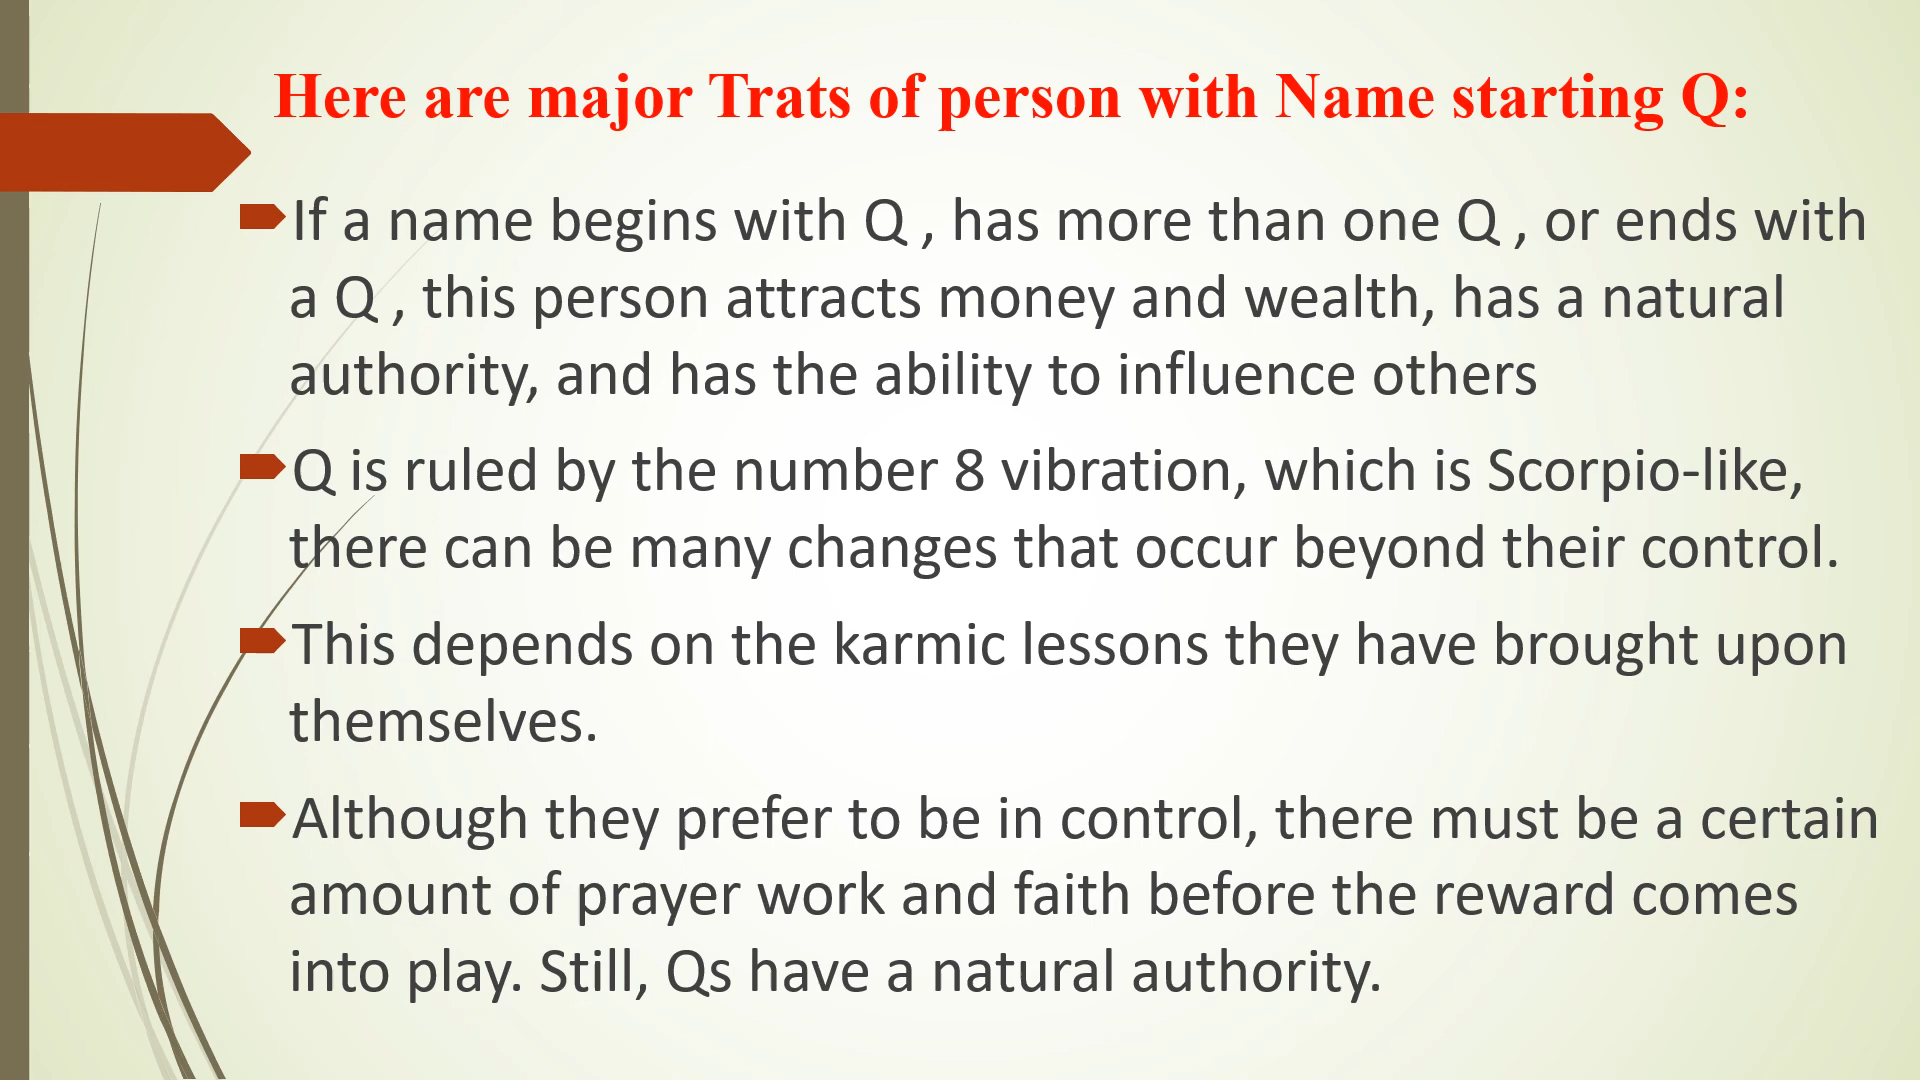 Here are major Trats of person with Name starting Q:
If a name begins with Q , has more than one Q , or ends with
a Q , this person attracts money and wealth, has a natural
authority, and has the ability to influence others
Q is ruled by the number 8 vibration, which is Scorpio-like,
there can be many changes that occur beyond their control.
This depends on the karmic lessons they have brought upon
themselves.
Although they prefer to be in control, there must be a certain
amount of prayer work and faith before the reward comes
into play. Still, Qs have a natural authority.